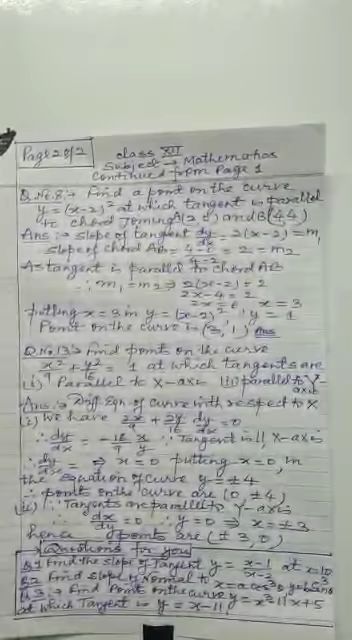 Page 2 of 2
class XII
Subject → Mathematics
Continued from Page 1
Q.No.8:→ Find a point on the curve
y = (x-2)² at which tangent is parallel
to chord Joining A(2,0) and B(4,4)
Ans:→ slope of tangent dy/dx = 2(x-2) = m₁
slope of chord AB = 4-0/4-2 = 2 = m₂
As tangent is parallel to chord AB
∴ m₁ = m₂ ⇒ 2(x-2) = 2
2x-4 = 2
2x = 6, x = 3
putting x = 3 in y = (x-2)², y = 1
Point on the curve is (3, 1) Ans
Q.No.13:→ Find points on the curve
x²/9 + y²/16 = 1 at which tangents are
(i) Parallel to X-axis (ii) parallel to Y-
axis
Ans:→ Diff Eqn. of curve with respect to X
(i) We have 2x/9 + 2y/16 dy/dx = 0
∴ dy/dx = -16/9 x/y ∵ Tangent is || X-axis
∴ dy/dx = ⇒ x = 0 putting x = 0, in
the equation of curve y = ±4
∴ points on the curve are (0, ±4)
(ii) ∵ Tangents are parallel to Y-axis
∴ dx/dy = 0 ∴ y = 0 ⇒ x = ±3
hence points are (±3, 0)
Questions for you
Q1 Find the slope of Tangent y = x-1/x-2 at x=10
Q2 Find slope of Normal to x = a cos³θ, y = sin³θ
Q3:→ Find Point on the curve y = x³-11x+5
at which Tangent is y = x-11